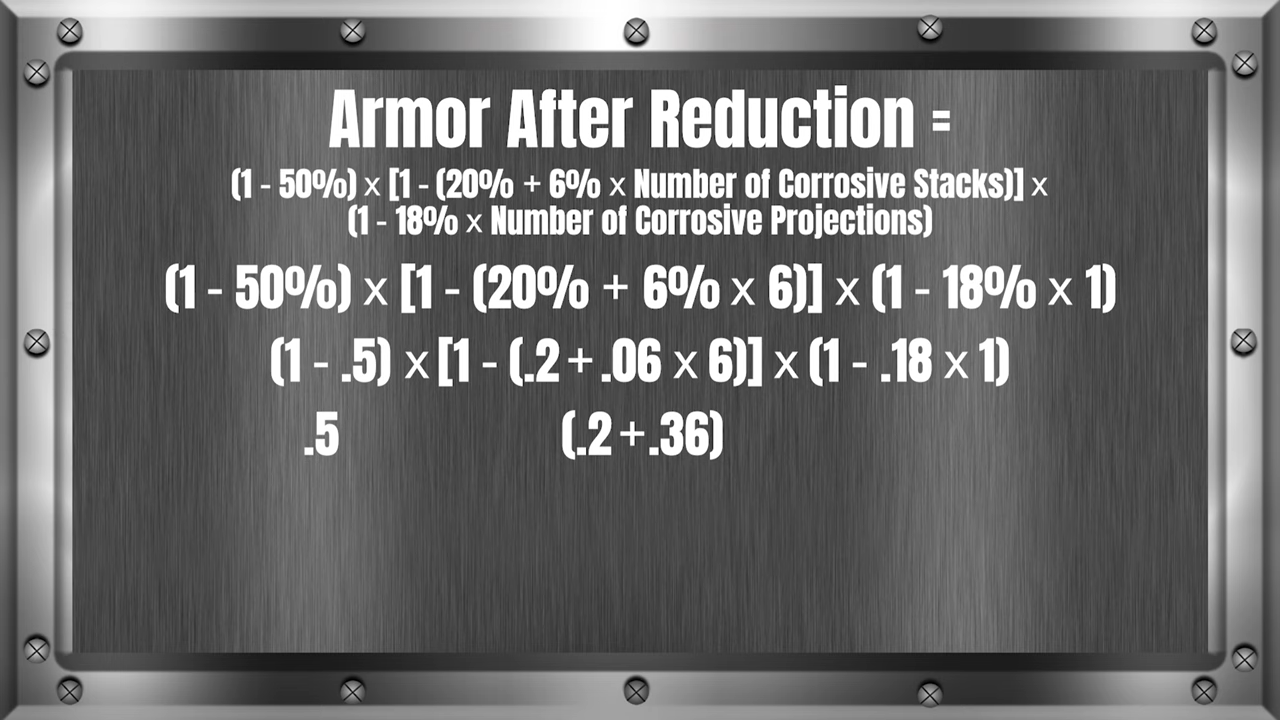 Armor After Reduction =
(1 - 50%) x [1 - (20% + 6% x Number of Corrosive Stacks)] x
(1 - 18% x Number of Corrosive Projections)
(1 - 50%) x [1 - (20% + 6% x 6)] x (1 - 18% x 1)
(1 - .5) x [1 - (.2 + .06 x 6)] x (1 - .18 x 1)
.5 (.2 + .36)